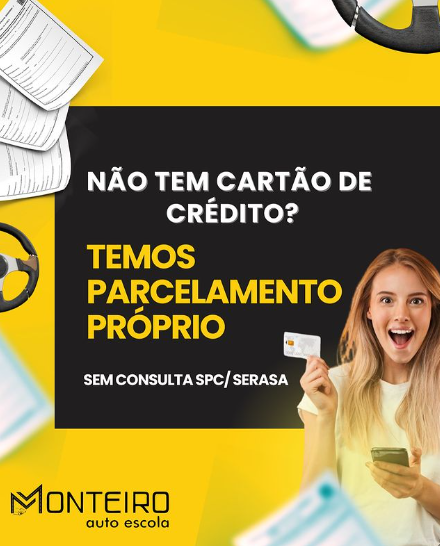 NÃO TEM CARTÃO DE
CRÉDITO?
TEMOS
PARCELAMENTO
PRÓPRIO
SEM CONSULTA SPC/ SERASA
MONTEIRO
auto escola